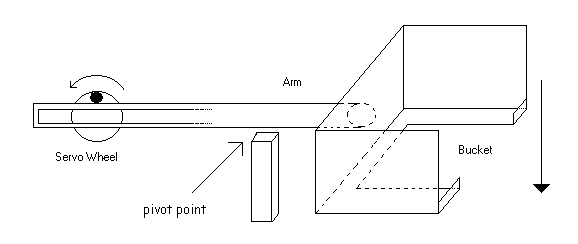 Arm
Servo Wheel
Bucket
pivot point